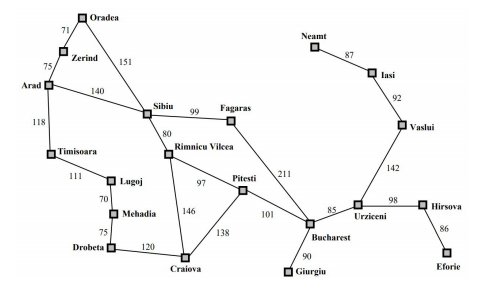 Oradea
71
Neamt
Zerind
87
151
75
Iasi
Arad
140
92
Sibiu
Fagaras
99
118
Vaslui
80
Rimnicu Vilcea
Timisoara
142
111
211
Lugoj
97
Pitesti
70
98
Hirsova
85
146
101
Urziceni
Mehadia
138
86
Bucharest
75
120
90
Drobeta
Eforie
Craiova
Giurgiu